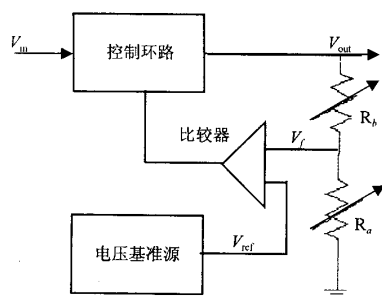 V_in
控制环路
V_out
R_b
比较器
V_f
R_a
电压基准源
V_ref